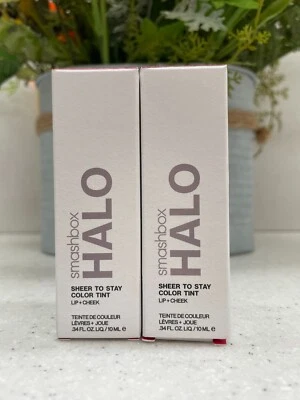 smashbox
HALO
SHEER TO STAY
COLOR TINT
LIP + CHEEK
TEINTE DE COULEUR
LÈVRES + JOUE
.34 FL. OZ. LIQ. / 10 ML ℮
smashbox
HALO
SHEER TO STAY
COLOR TINT
LIP + CHEEK
TEINTE DE COULEUR
LÈVRES + JOUE
.34 FL. OZ. LIQ. / 10 ML ℮